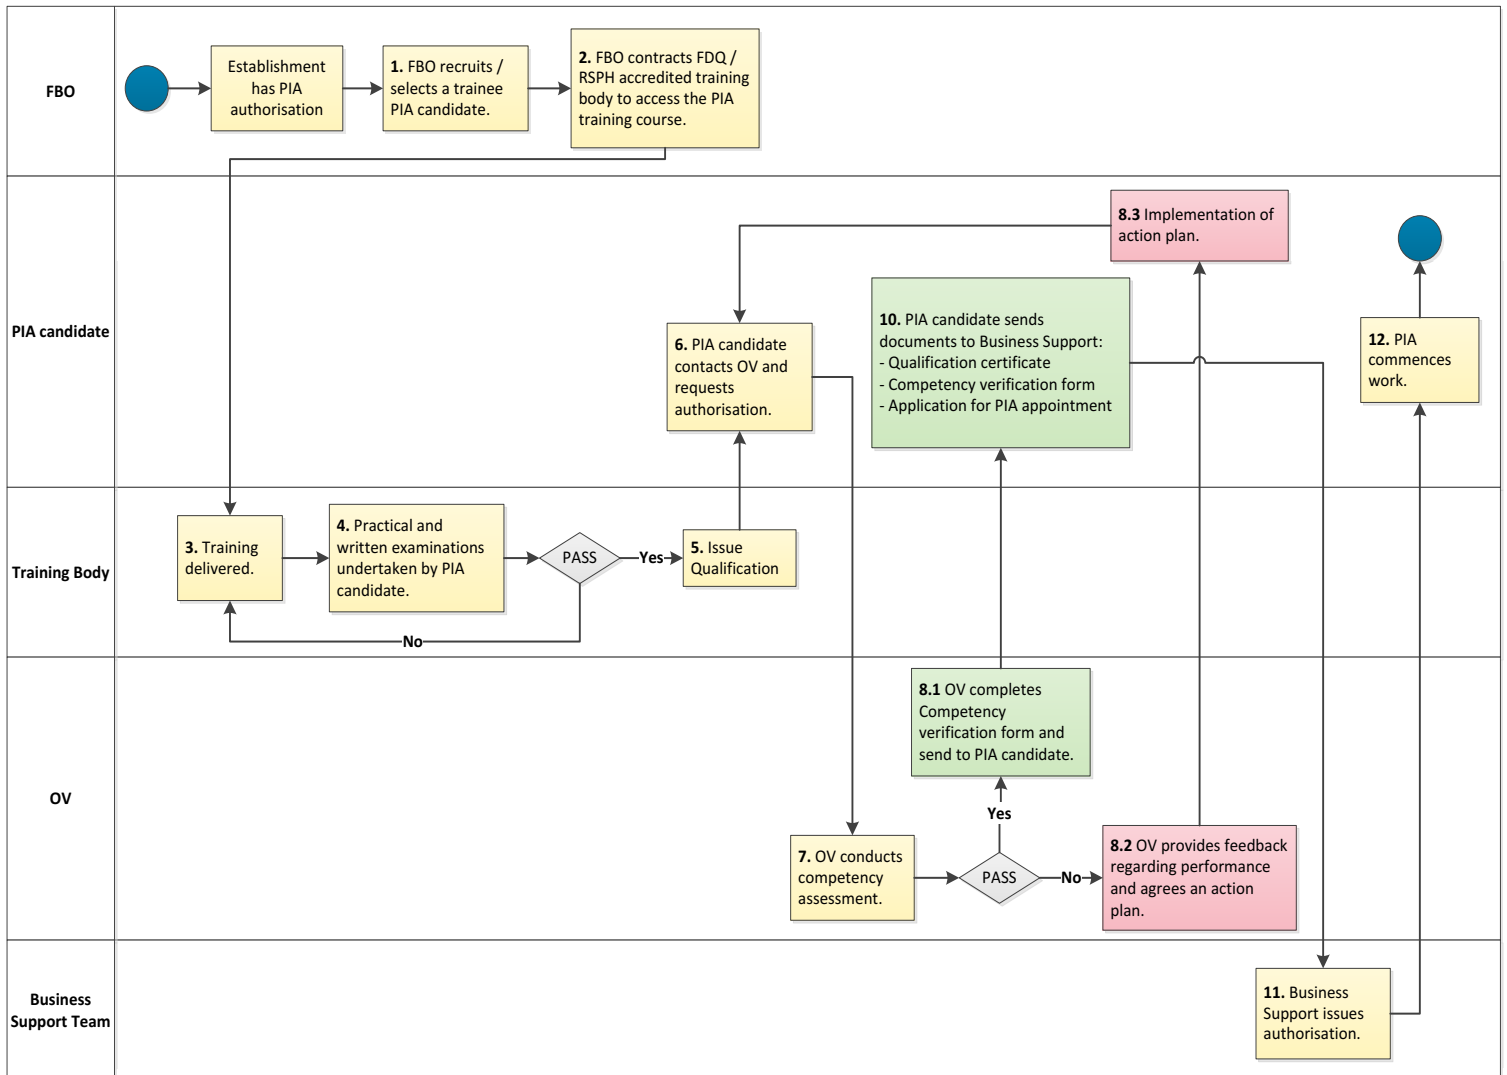 FBO
Establishment
has PIA
authorisation
1. FBO recruits /
selects a trainee
PIA candidate.
2. FBO contracts FDQ /
RSPH accredited training
body to access the PIA
training course.
PIA candidate
8.3 Implementation of
action plan.
6. PIA candidate
contacts OV and
requests
authorisation.
10. PIA candidate sends
documents to Business Support:
- Qualification certificate
- Competency verification form
- Application for PIA appointment
12. PIA
commences
work.
Training Body
3. Training
delivered.
4. Practical and
written examinations
undertaken by PIA
candidate.
PASS
Yes
5. Issue
Qualification
No
OV
8.1 OV completes
Competency
verification form and
send to PIA candidate.
Yes
7. OV conducts
competency
assessment.
PASS
No
8.2 OV provides feedback
regarding performance
and agrees an action
plan.
Business
Support Team
11. Business
Support issues
authorisation.